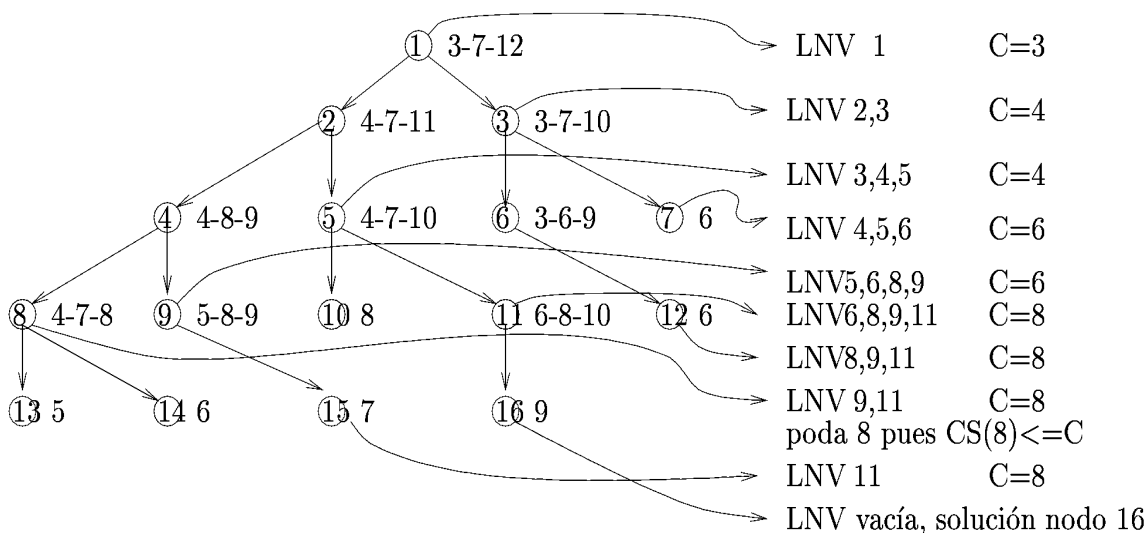 1 3-7-12 LNV 1 C=3
2 4-7-11 3 3-7-10 LNV 2,3 C=4
LNV 3,4,5 C=4
4 4-8-9 5 4-7-10 6 3-6-9 7 6 LNV 4,5,6 C=6
LNV5,6,8,9 C=6
8 4-7-8 9 5-8-9 10 8 11 6-8-10 12 6 LNV6,8,9,11 C=8
LNV8,9,11 C=8
13 5 14 6 15 7 16 9 LNV 9,11 C=8
poda 8 pues CS(8)<=C
LNV 11 C=8
LNV vacía, solución nodo 16